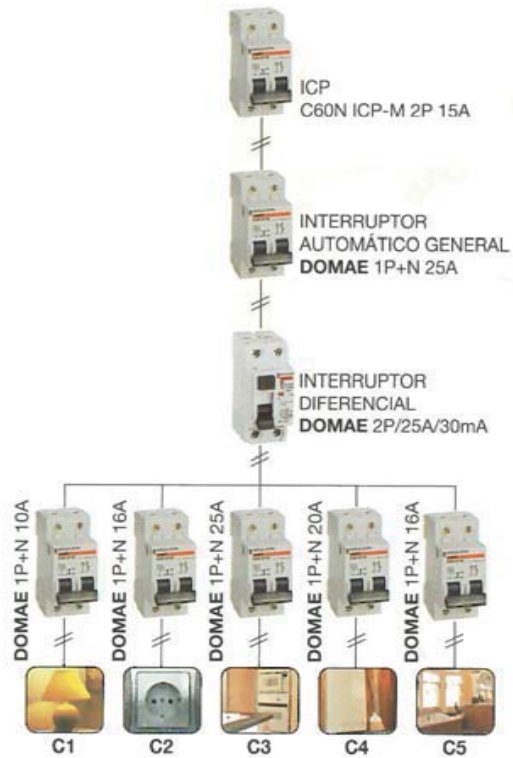 ICP
C60N ICP-M 2P 15A
INTERRUPTOR
AUTOMÁTICO GENERAL
DOMAE 1P+N 25A
INTERRUPTOR
DIFERENCIAL
DOMAE 2P/25A/30mA
DOMAE 1P+N 10A
DOMAE 1P+N 16A
DOMAE 1P+N 25A
DOMAE 1P+N 20A
DOMAE 1P+N 16A
C1
C2
C3
C4
C5